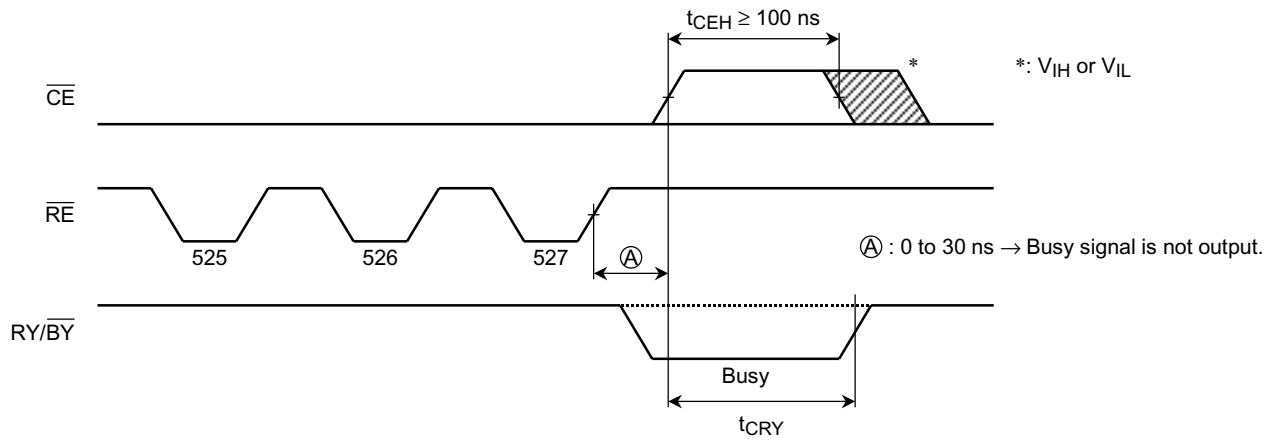 tCEH ≥ 100 ns
*
*: VIH or VIL
CE
RE
525
526
527
A
A : 0 to 30 ns → Busy signal is not output.
RY/BY
Busy
tCRY